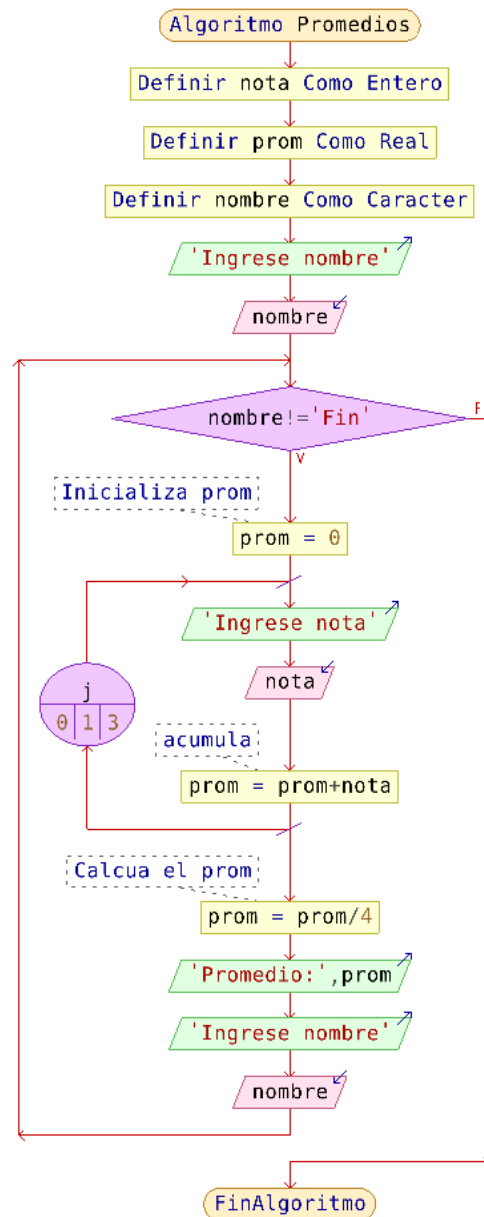 Algoritmo Promedios
Definir nota Como Entero
Definir prom Como Real
Definir nombre Como Caracter
'Ingrese nombre'
nombre
nombre!='Fin'
F
V
Inicializa prom
prom = 0
'Ingrese nota'
nota
j
0 1 3
acumula
prom = prom+nota
Calcua el prom
prom = prom/4
'Promedio:',prom
'Ingrese nombre'
nombre
FinAlgoritmo